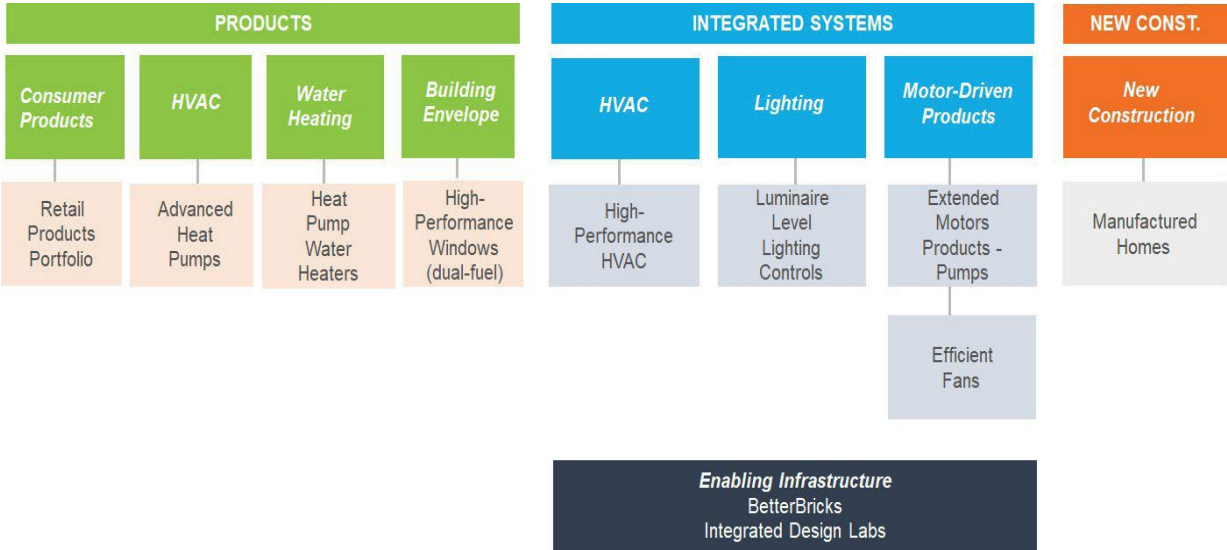 PRODUCTS
INTEGRATED SYSTEMS
NEW CONST.
Consumer
Products
HVAC
Water
Heating
Building
Envelope
HVAC
Lighting
Motor-Driven
Products
New
Construction
Retail
Products
Portfolio
Advanced
Heat
Pumps
Heat
Pump
Water
Heaters
High-
Performance
Windows
(dual-fuel)
High-
Performance
HVAC
Luminaire
Level
Lighting
Controls
Extended
Motors
Products -
Pumps
Manufactured
Homes
Efficient
Fans
Enabling Infrastructure
BetterBricks
Integrated Design Labs